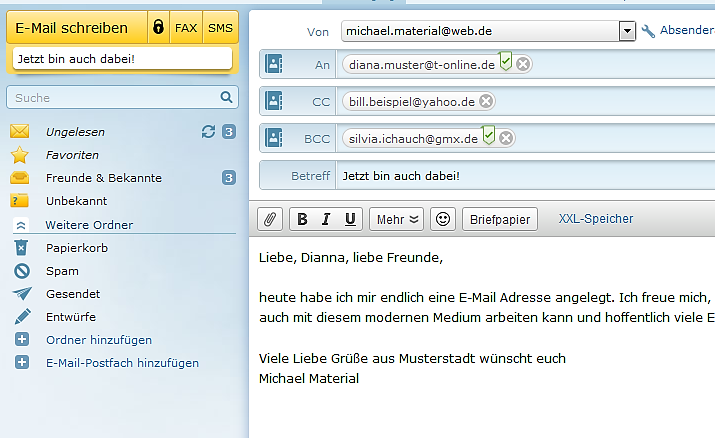 E-Mail schreiben FAX SMS
Jetzt bin auch dabei!
Suche
Ungelesen 3
Favoriten
Freunde & Bekannte 3
Unbekannt
Weitere Ordner
Papierkorb
Spam
Gesendet
Entwürfe
Ordner hinzufügen
E-Mail-Postfach hinzufügen
Von michael.material@web.de Absender
An diana.muster@t-online.de
CC bill.beispiel@yahoo.de
BCC silvia.ichauch@gmx.de
Betreff Jetzt bin auch dabei!
B I U Mehr Briefpapier XXL-Speicher
Liebe, Dianna, liebe Freunde,
heute habe ich mir endlich eine E-Mail Adresse angelegt. Ich freue mich,
auch mit diesem modernen Medium arbeiten kann und hoffentlich viele E
Viele Liebe Grüße aus Musterstadt wünscht euch
Michael Material